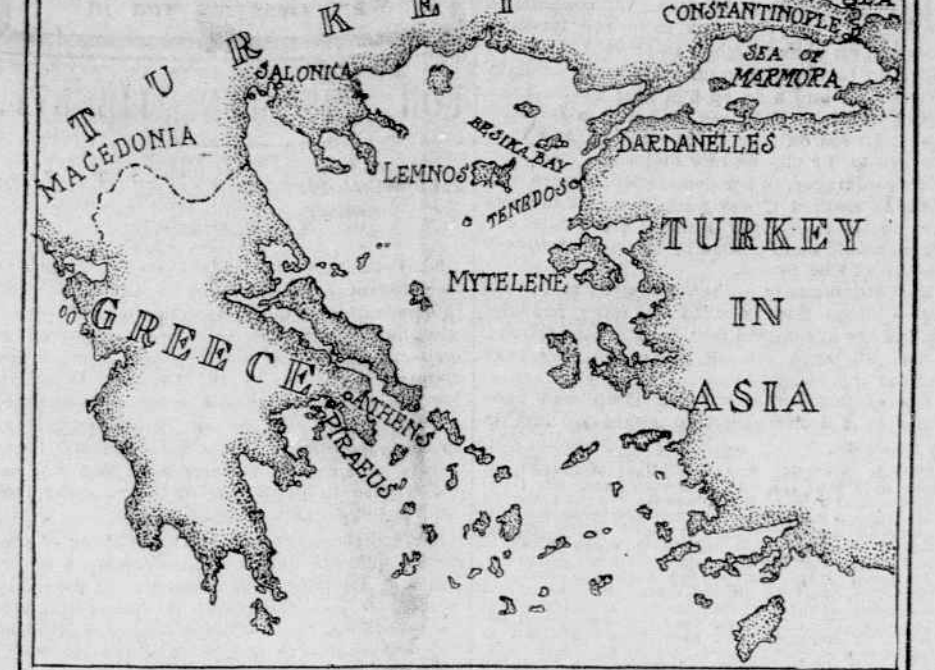 TURKEY
CONSTANTINOPLE
SEA
SEA OF
MARMORA
SALONICA
MACEDONIA
BESIKA BAY
DARDANELLES
LEMNOS
TENEDOS
TURKEY
IN
ASIA
MYTELENE
GREECE
ATHENS
PIRAEUS